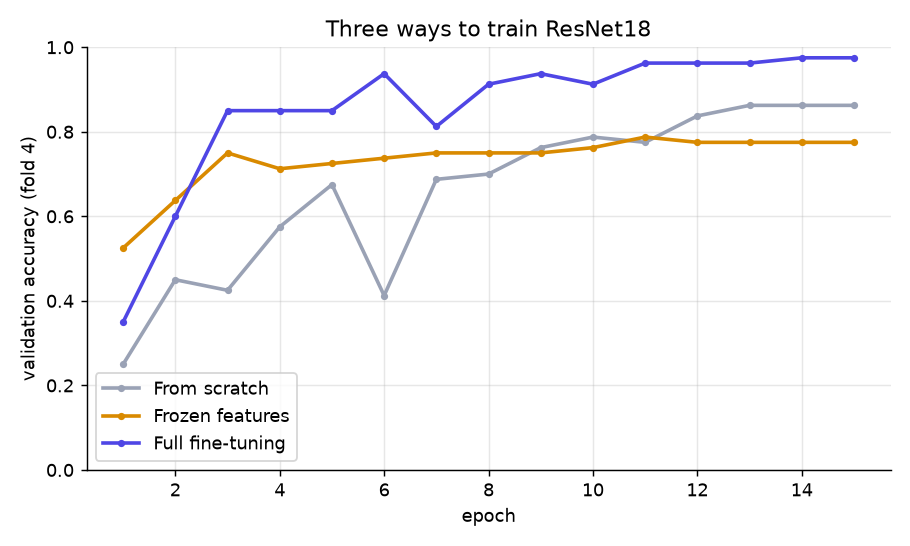 Three ways to train ResNet18
validation accuracy (fold 4)
1.0
0.8
0.6
0.4
0.2
0.0
From scratch
Frozen features
Full fine-tuning
2 4 6 8 10 12 14
epoch